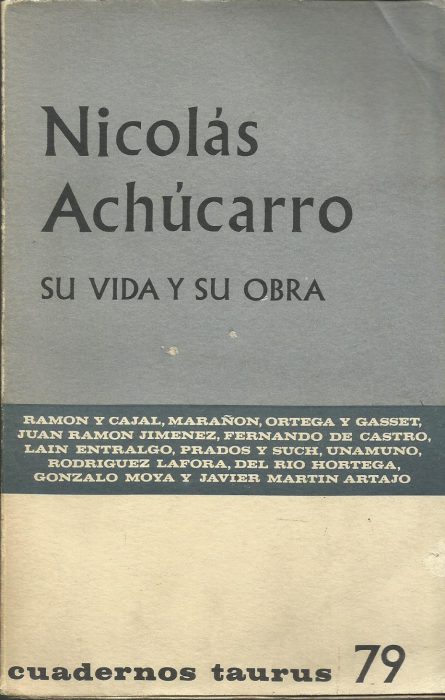 Nicolás
Achúcarro
SU VIDA Y SU OBRA
RAMON Y CAJAL, MARAÑON, ORTEGA Y GASSET,
JUAN RAMON JIMENEZ, FERNANDO DE CASTRO,
LAIN ENTRALGO, PRADOS Y SUCH, UNAMUNO,
RODRIGUEZ LAFORA, DEL RIO HORTEGA,
GONZALO MOYA Y JAVIER MARTIN ARTAJO
cuadernos taurus 79